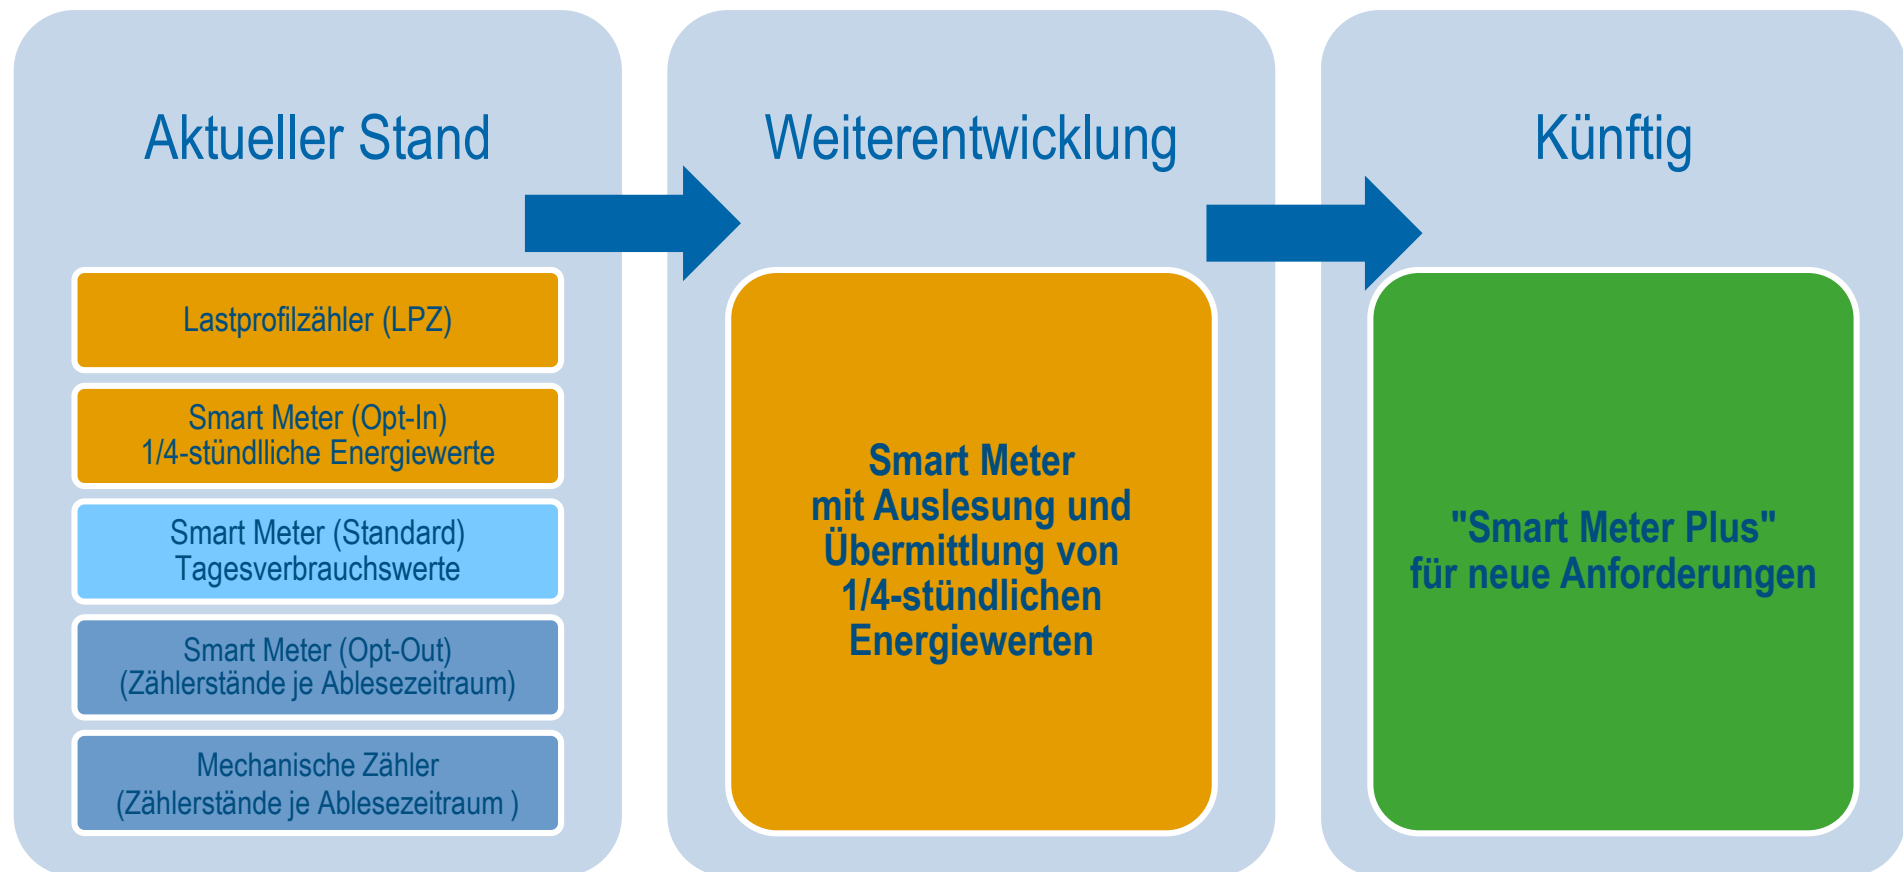 Aktueller Stand
Lastprofilzähler (LPZ)
Smart Meter (Opt-In)
1/4-stündlliche Energiewerte
Smart Meter (Standard)
Tagesverbrauchswerte
Smart Meter (Opt-Out)
(Zählerstände je Ablesezeitraum)
Mechanische Zähler
(Zählerstände je Ablesezeitraum )
Weiterentwicklung
Smart Meter
mit Auslesung und
Übermittlung von
1/4-stündlichen
Energiewerten
Künftig
"Smart Meter Plus"
für neue Anforderungen